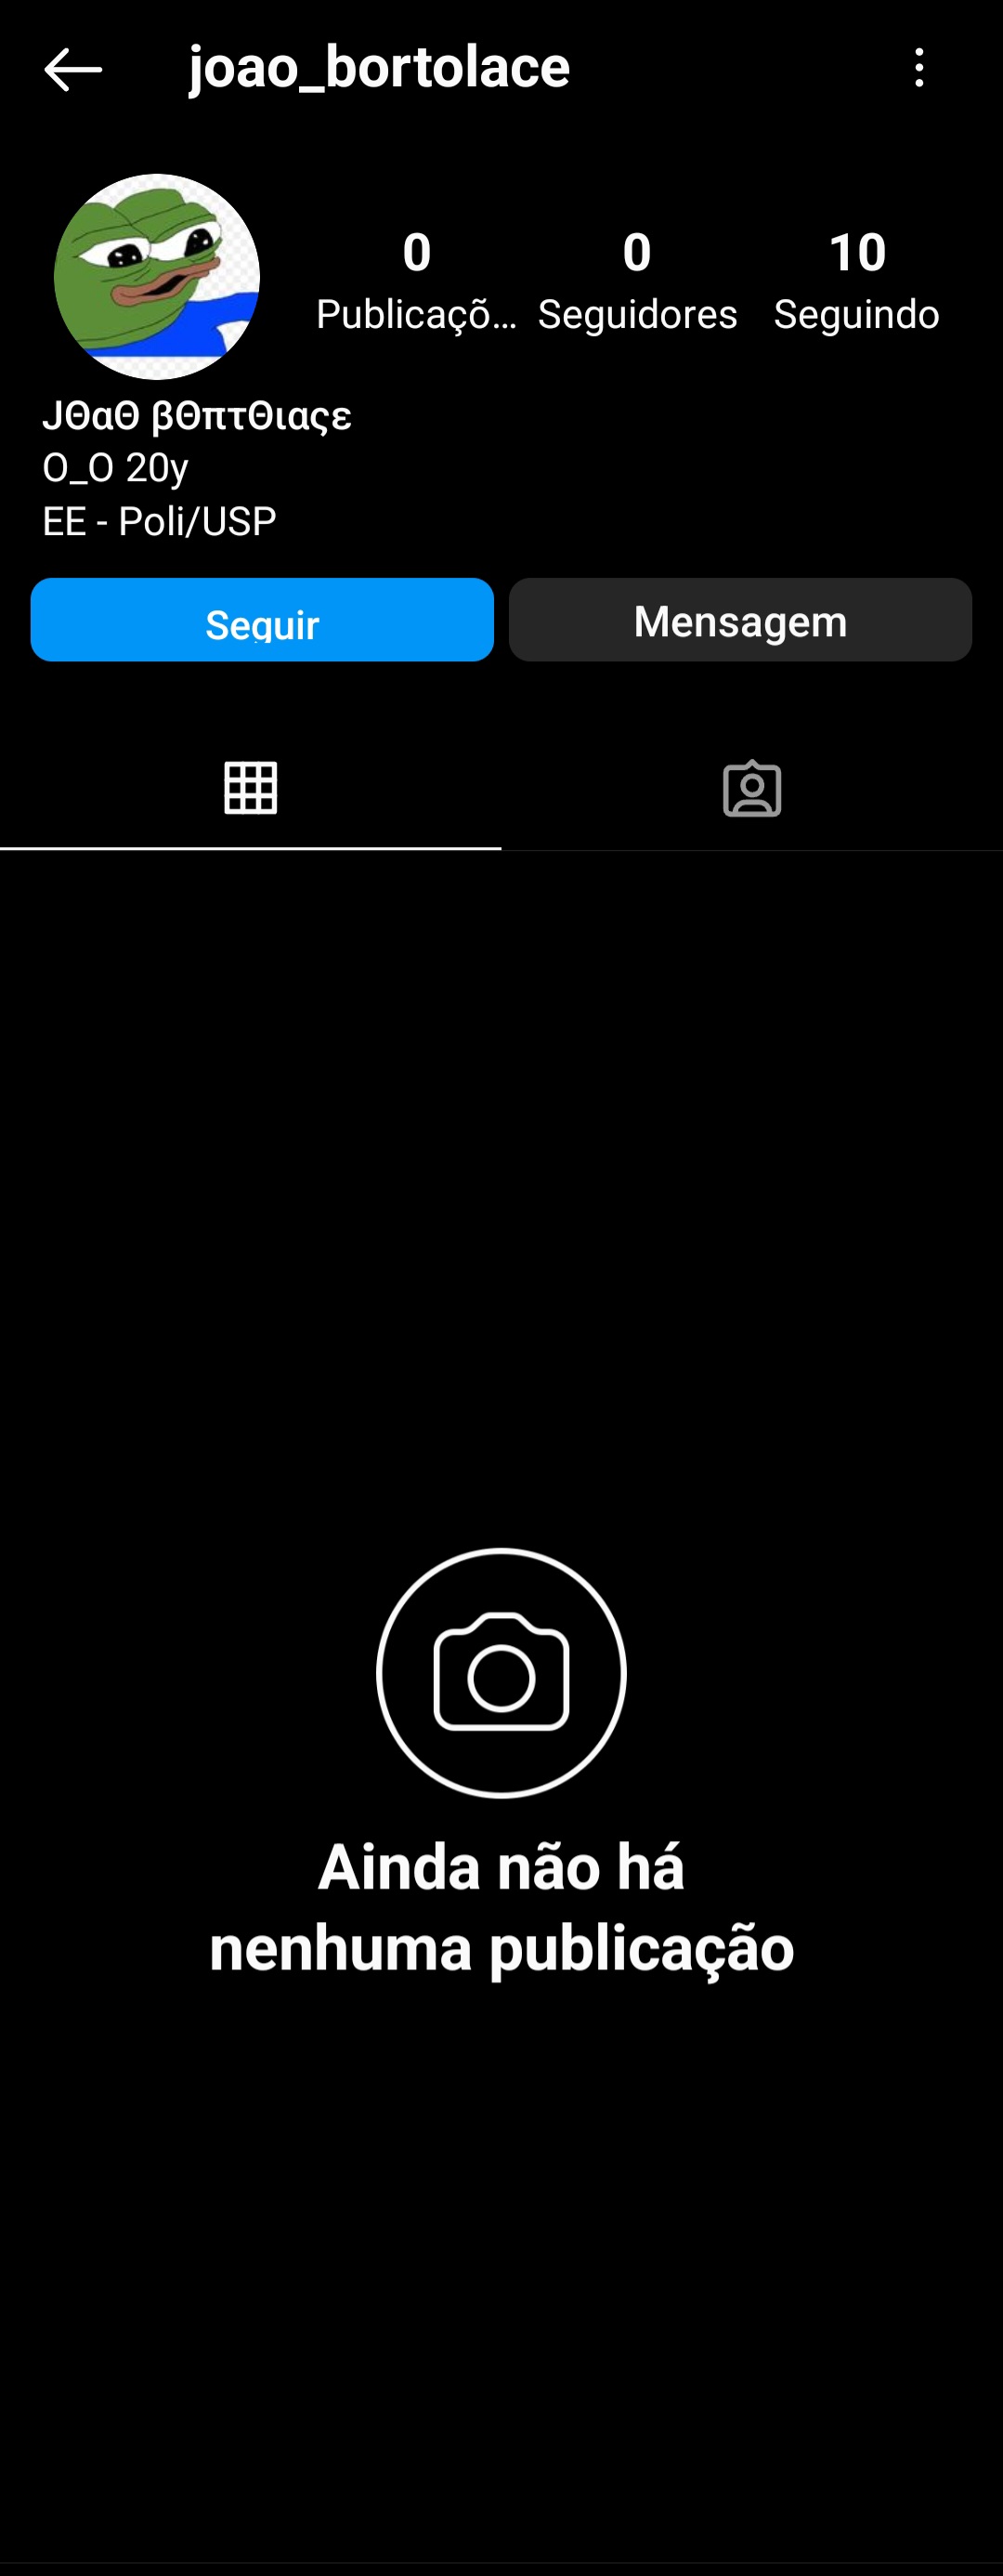 joao_bortolace
0 0 10
Publicaçõ... Seguidores Seguindo
JΘαΘ βΘπτΘιαςε
O_O 20y
EE - Poli/USP
Seguir Mensagem
Ainda não há
nenhuma publicação